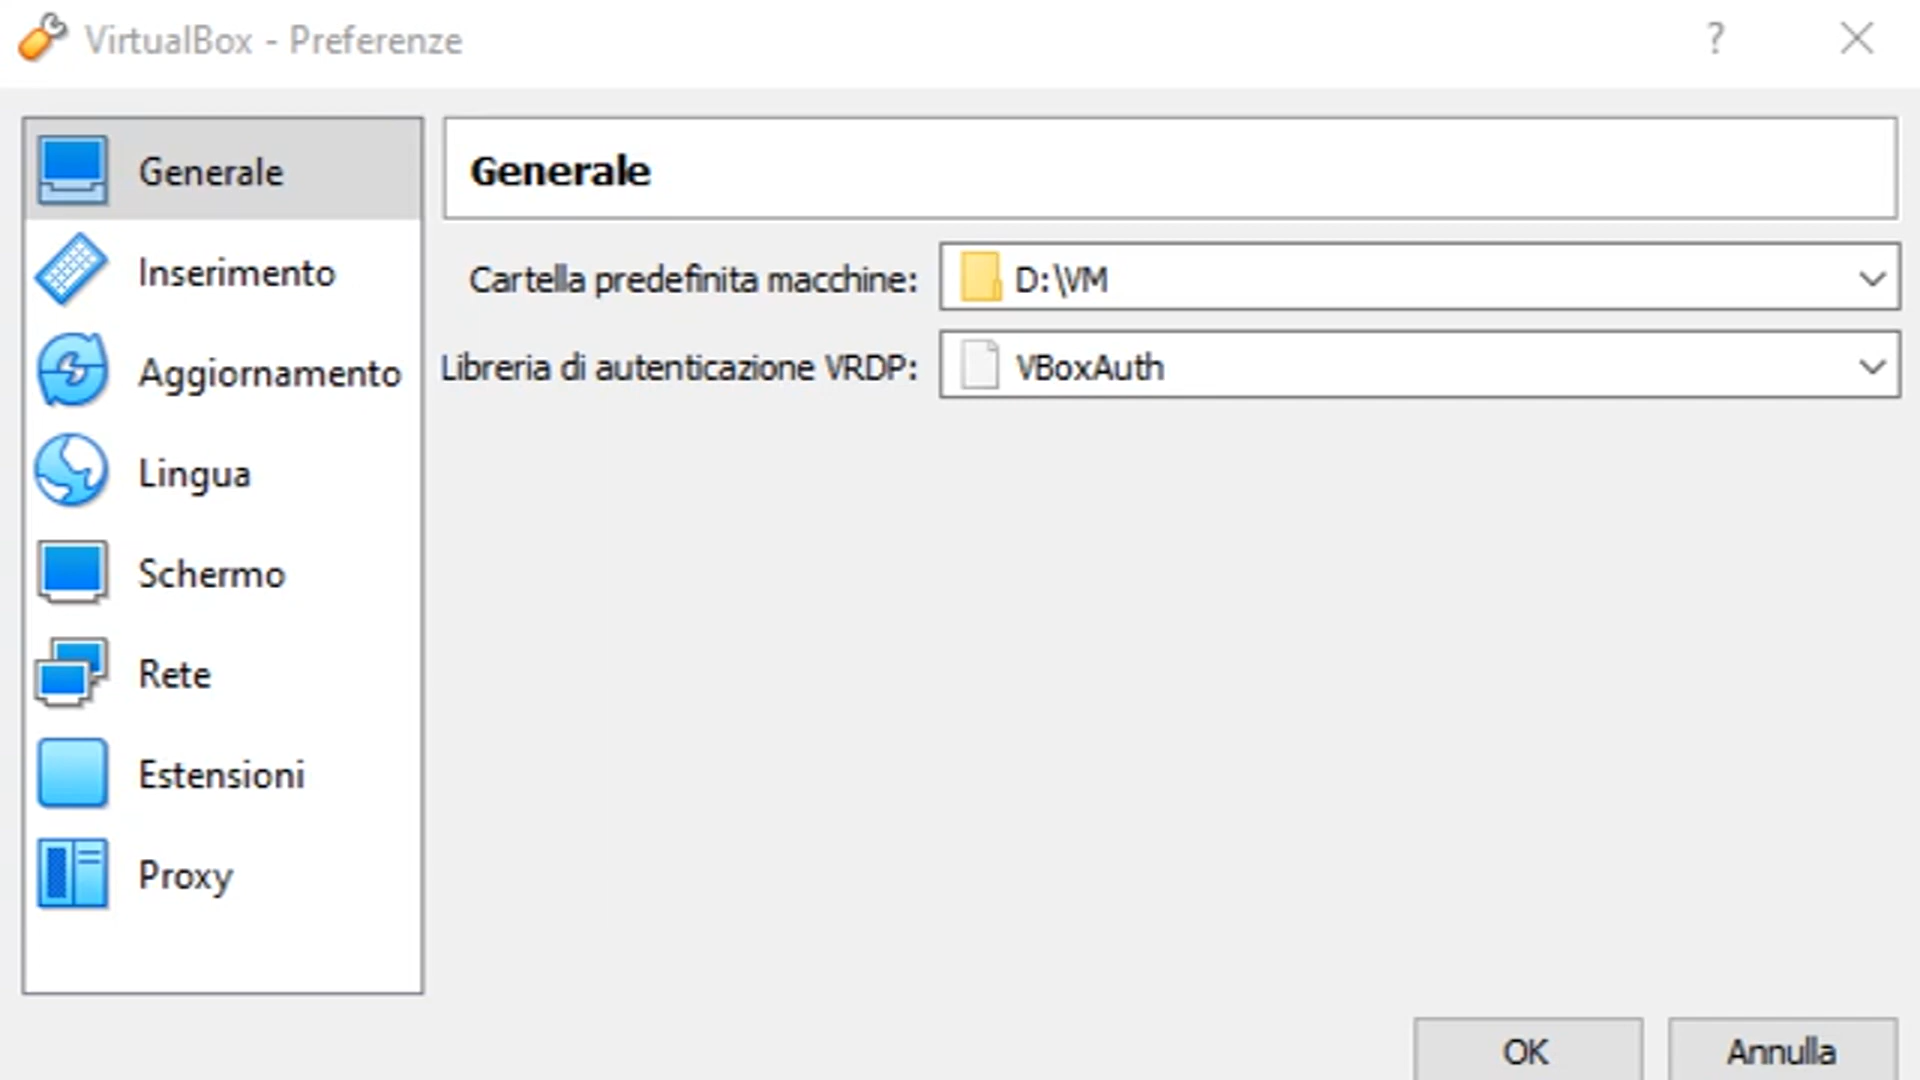 VirtualBox - Preferenze
?
Generale
Inserimento
Aggiornamento
Lingua
Schermo
Rete
Estensioni
Proxy
Generale
Cartella predefinita macchine: D:\VM
Libreria di autenticazione VRDP: VBoxAuth
OK Annulla